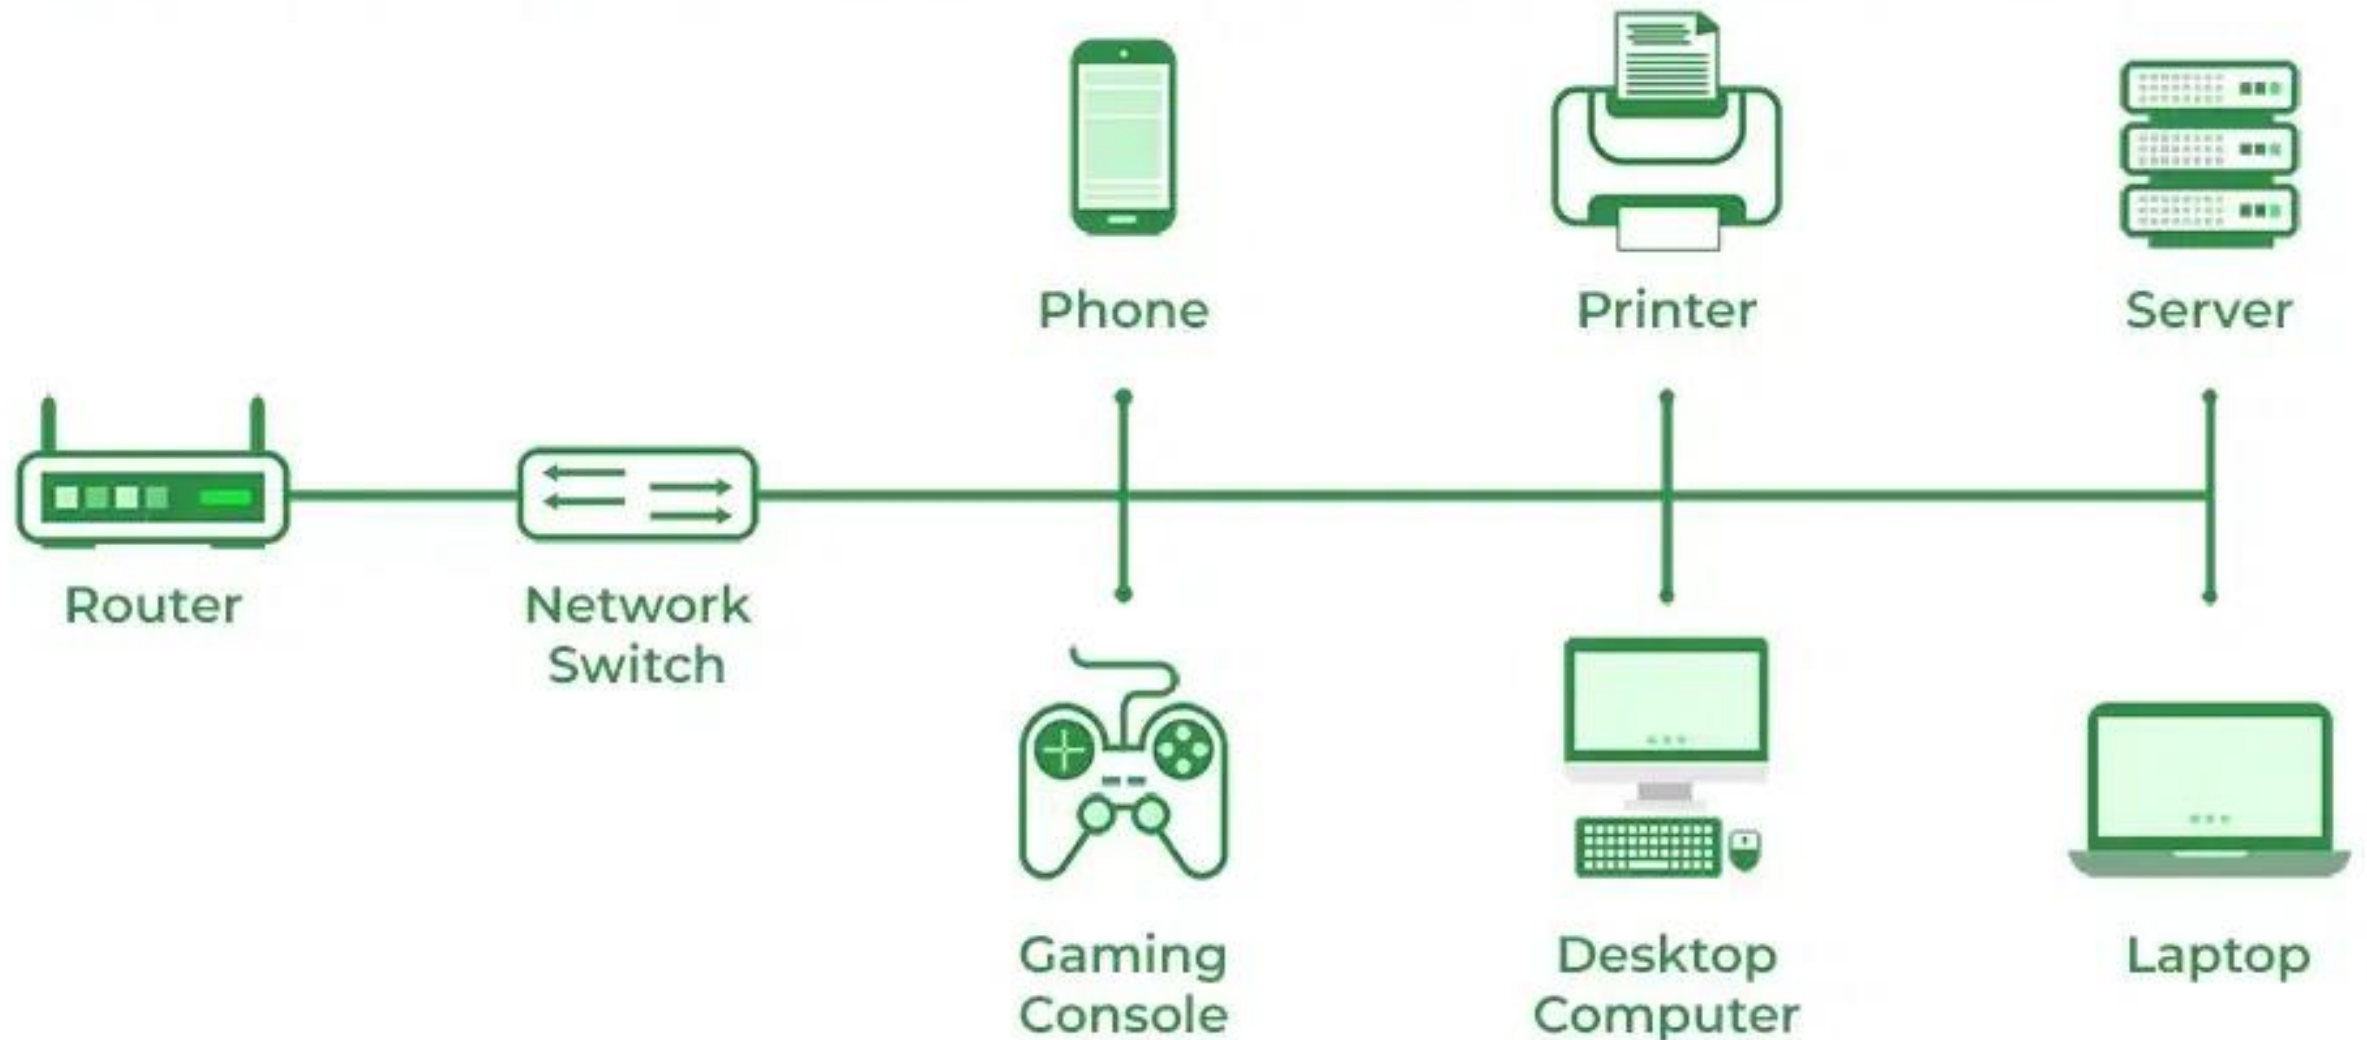 Phone
Printer
Server
Router
Network
Switch
Gaming
Console
Desktop
Computer
Laptop